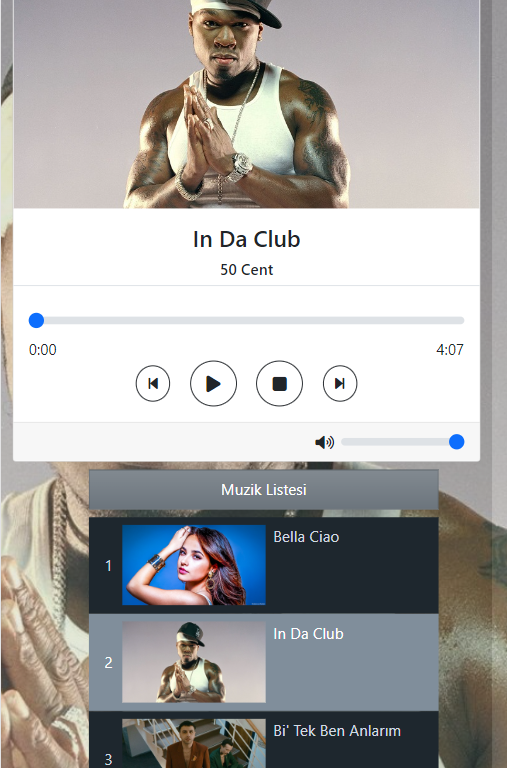 In Da Club
50 Cent
0:00
4:07
Muzik Listesi
1
Bella Ciao
2
In Da Club
3
Bi' Tek Ben Anlarım